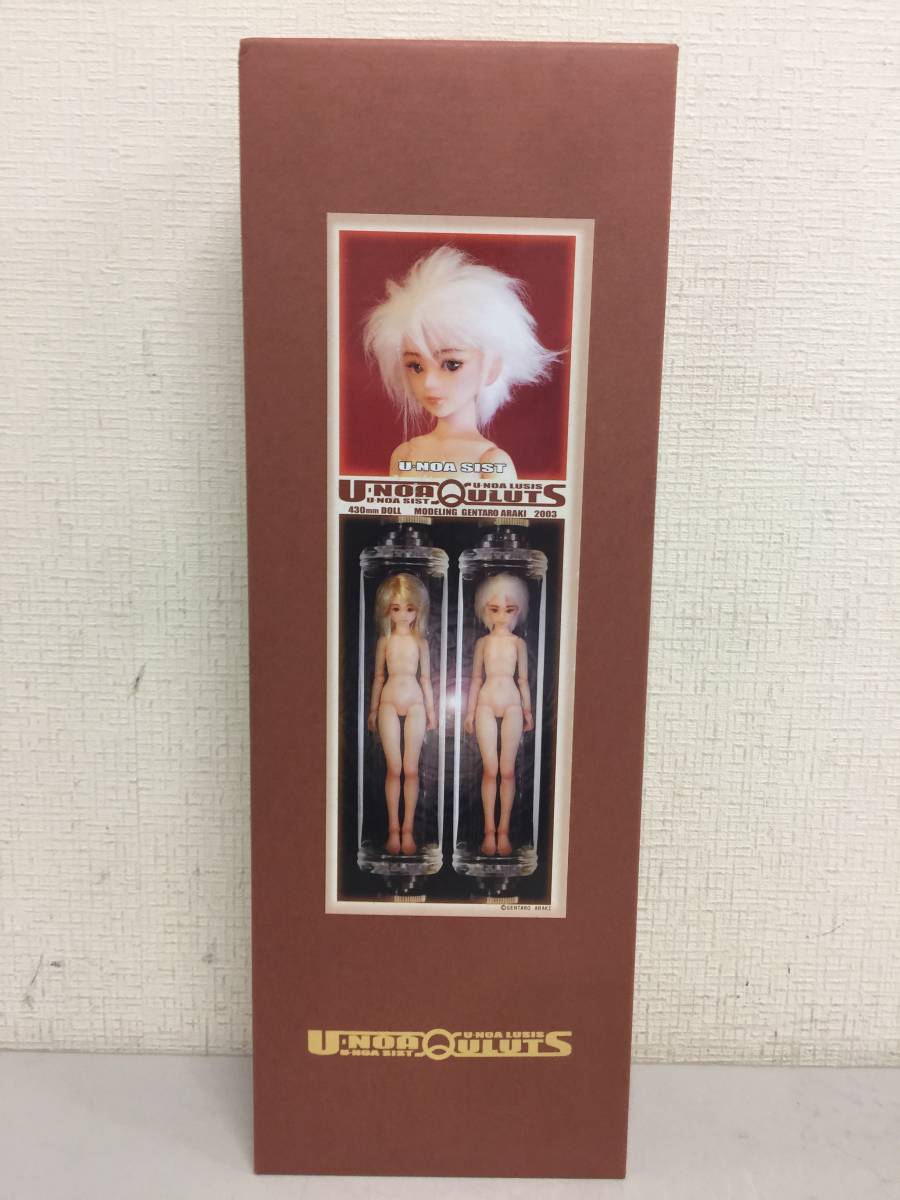 U·NOA SIST
U·NOA QULUTS
U·NOA LUSIS
U·NOA SIST
430mm DOLL MODELING GENTARO ARAKI 2003
©GENTARO ARAKI
U·NOA QULUTS
U·NOA LUSIS
U·NOA SIST